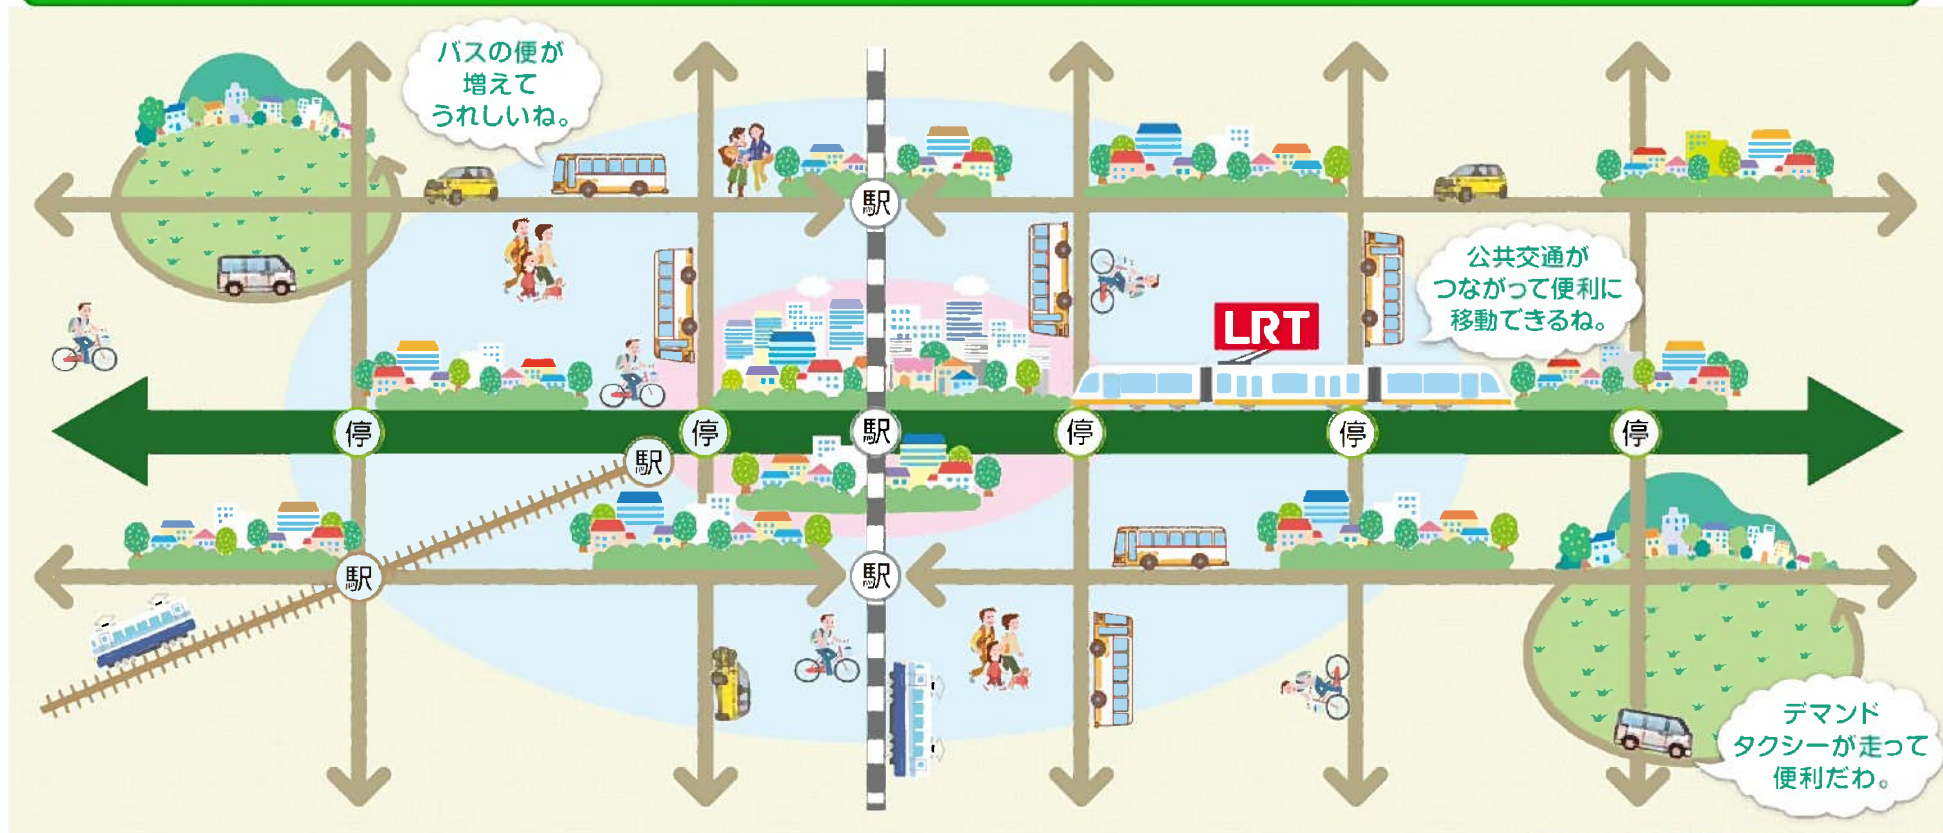 バスの便が
増えて
うれしいね。
駅
公共交通が
つながって便利に
移動できるね。
LRT
停
停
駅
停
停
停
駅
駅
駅
デマンド
タクシーが走って
便利だわ。